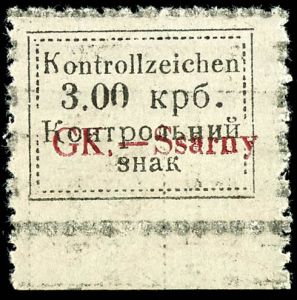 Kontrollzeichen
3.00 крб.
Контрольний
GK.-Ssarny
знак